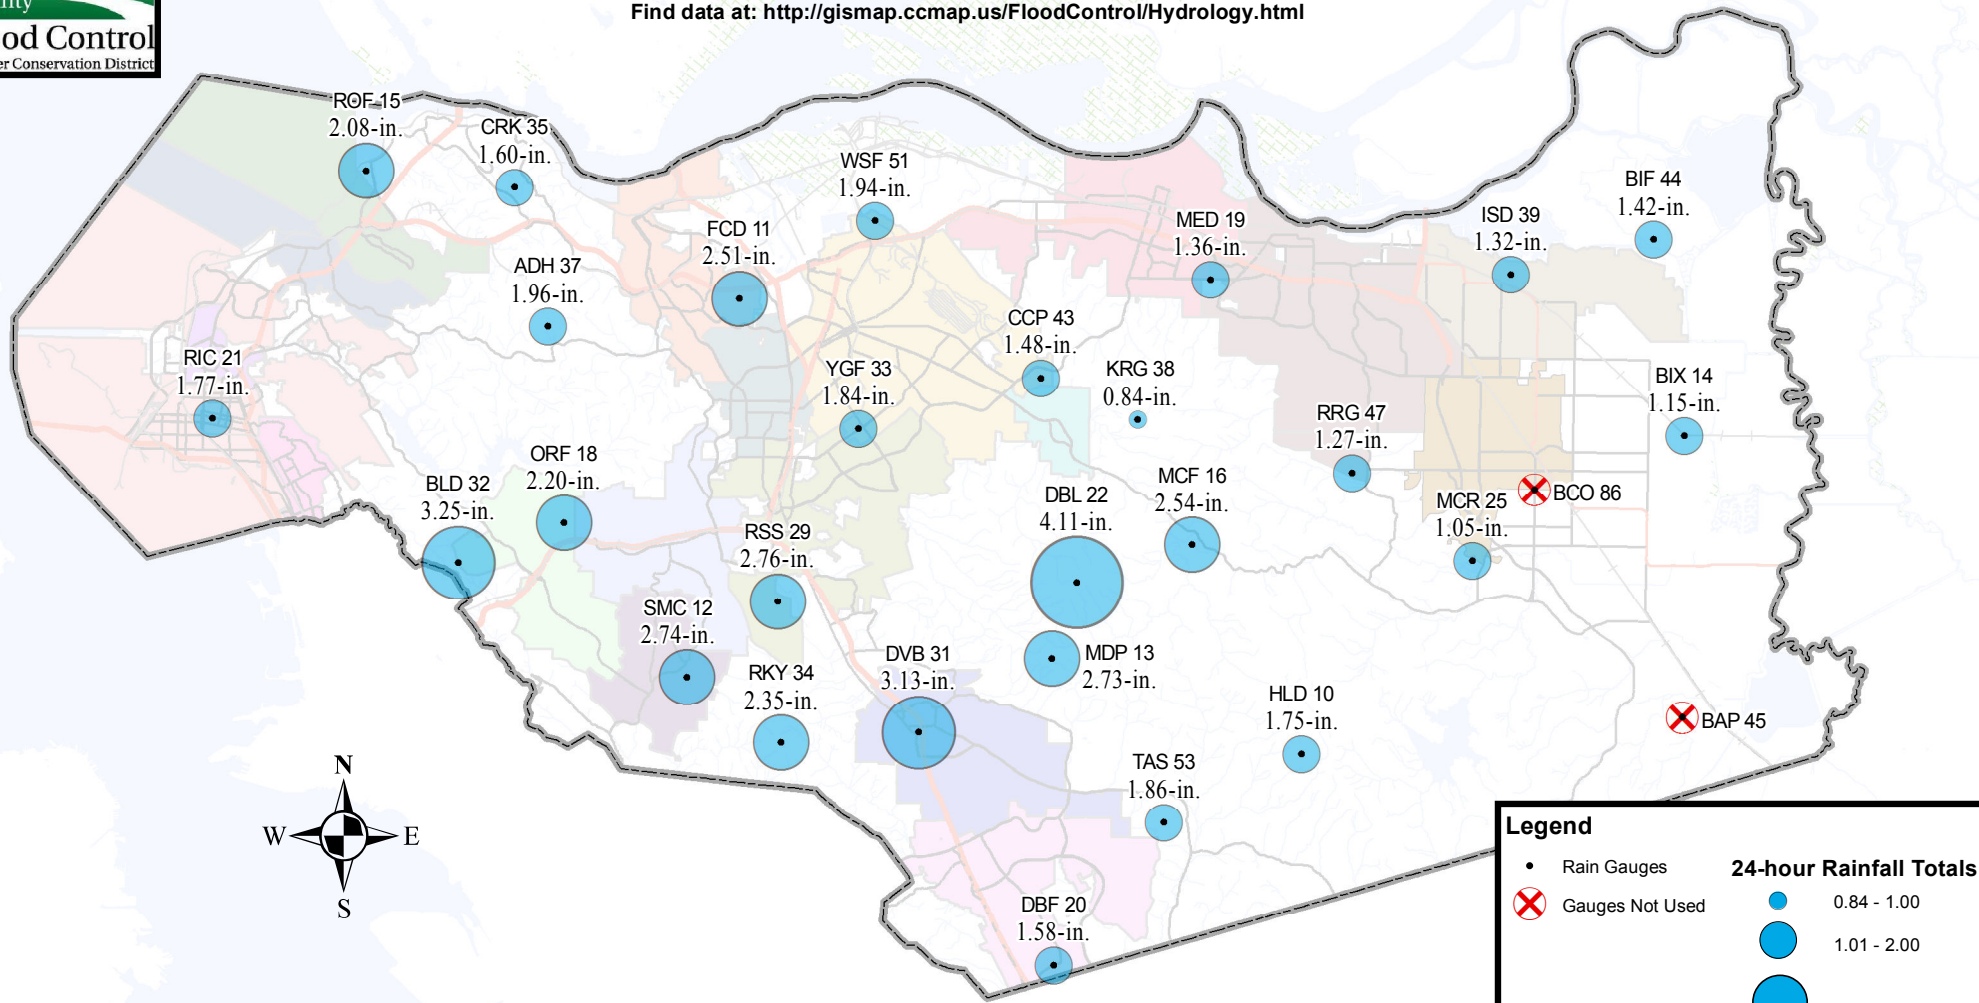 Find data at: http://gismap.ccmap.us/FloodControl/Hydrology.html
od Control
er Conservation District
ROF 15
2.08-in.
CRK 35
1.60-in.
WSF 51
1.94-in.
BIF 44
1.42-in.
ISD 39
1.32-in.
MED 19
1.36-in.
FCD 11
2.51-in.
ADH 37
1.96-in.
CCP 43
1.48-in.
RIC 21
1.77-in.
YGF 33
1.84-in.
KRG 38
0.84-in.
BIX 14
1.15-in.
RRG 47
1.27-in.
ORF 18
2.20-in.
BLD 32
3.25-in.
MCF 16
2.54-in.
DBL 22
4.11-in.
BCO 86
MCR 25
1.05-in.
RSS 29
2.76-in.
SMC 12
2.74-in.
DVB 31
3.13-in.
MDP 13
2.73-in.
RKY 34
2.35-in.
HLD 10
1.75-in.
BAP 45
TAS 53
1.86-in.
DBF 20
1.58-in.
N
W E
S
Legend
Rain Gauges
Gauges Not Used
24-hour Rainfall Totals
0.84 - 1.00
1.01 - 2.00